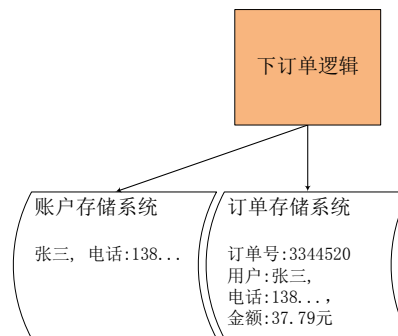 下订单逻辑
账户存储系统
张三, 电话:138...
订单存储系统
订单号:3344520
用户:张三,
电话:138...,
金额:37.79元